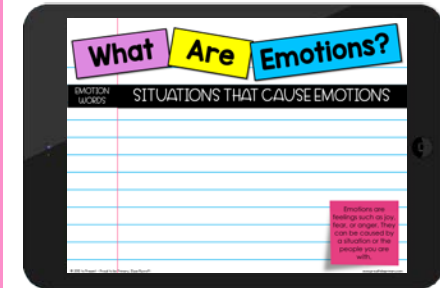 What Are Emotions?
EMOTION
WORDS
SITUATIONS THAT CAUSE EMOTIONS
Emotions are
feelings such as joy,
fear, or anger. They
can be caused by
a situation or the
people you are
with.